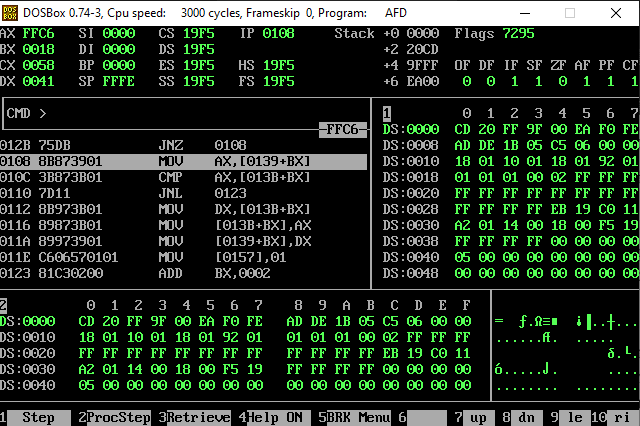 DOSBox 0.74-3, Cpu speed: 3000 cycles, Frameskip 0, Program: AFD
AX FFC6 SI 0000 CS 19F5 IP 0108 Stack +0 0000 Flags 7295
BX 0018 DI 0000 DS 19F5 +2 20CD
CX 0058 BP 0000 ES 19F5 HS 19F5 +4 9FFF OF DF IF SF ZF AF PF CF
DX 0041 SP FFFE SS 19F5 FS 19F5 +6 EA00 0 0 1 1 0 1 1 1
CMD >
FFC6
1 0 1 2 3 4 5 6 7
DS:0000 CD 20 FF 9F 00 EA F0 FE
012B 75DB JNZ 0108 DS:0008 AD DE 1B 05 C5 06 00 00
0108 8B873901 MOV AX,[0139+BX] DS:0010 18 01 10 01 18 01 92 01
010C 3B873B01 CMP AX,[013B+BX] DS:0018 01 01 01 00 02 FF FF FF
0110 7D11 JNL 0123 DS:0020 FF FF FF FF FF FF FF FF
0112 8B973B01 MOV DX,[013B+BX] DS:0028 FF FF FF FF EB 19 C0 11
0116 89873B01 MOV [013B+BX],AX DS:0030 A2 01 14 00 18 00 F5 19
011A 89973901 MOV [0139+BX],DX DS:0038 FF FF FF FF 00 00 00 00
011E C606570101 MOV [0157],01 DS:0040 05 00 00 00 00 00 00 00
0123 81C30200 ADD BX,0002 DS:0048 00 00 00 00 00 00 00 00
2 0 1 2 3 4 5 6 7 8 9 A B C D E F
DS:0000 CD 20 FF 9F 00 EA F0 FE AD DE 1B 05 C5 06 00 00 = ƒ.Ω≡■ ¡▐..┼...
DS:0010 18 01 10 01 18 01 92 01 01 01 01 00 02 FF FF FF ......Æ.
DS:0020 FF FF FF FF FF FF FF FF FF FF FF FF EB 19 C0 11 δ.└.
DS:0030 A2 01 14 00 18 00 F5 19 FF FF FF FF 00 00 00 00 ó.....⌡.
DS:0040 05 00 00 00 00 00 00 00 00 00 00 00 00 00 00 00
1 Step 2 ProcStep 3 Retrieve 4 Help ON 5 BRK Menu 6 7 up 8 dn 9 le 10 ri